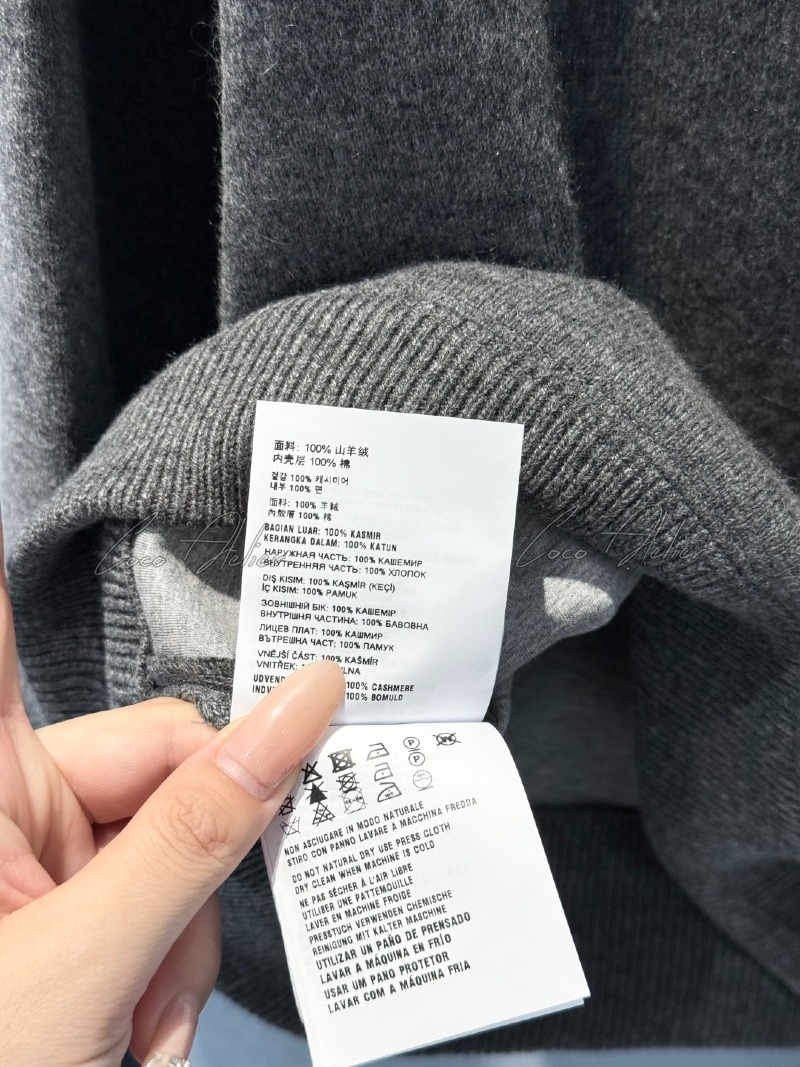 面料: 100% 山羊绒
内壳层 100% 棉
겉감 100% 캐시미어
내부 100% 면
面料: 100% 羊絨
內殼層 100% 棉
BAGIAN LUAR: 100% KASMIR
KERANGKA DALAM: 100% KATUN
НАРУЖНАЯ ЧАСТЬ: 100% КАШЕМИР
ВНУТРЕННЯЯ ЧАСТЬ: 100% ХЛОПОК
DIŞ KISIM: 100% KAŞMİR (KEÇİ)
İÇ KISIM: 100% PAMUK
ЗОВНІШНІЙ БІК: 100% КАШЕМІР
ВНУТРІШНЯ ЧАСТИНА: 100% БАВОВНА
ЛИЦЕВ ПЛАТ: 100% КАШМИР
ВЪТРЕШНА ЧАСТ: 100% ПАМУК
VNĚJŠÍ ČÁST: 100% KAŠMÍR
VNITŘEK:
100% CASHMERE
100% BOMULD
Coco Atelier
Coco Atelier
NON ASCIUGARE IN MODO NATURALE
STIRO CON PANNO LAVARE A MACCHINA FREDDA
DO NOT NATURAL DRY USE PRESS CLOTH
DRY CLEAN WHEN MACHINE IS COLD
NE PAS SÉCHER À L'AIR LIBRE
UTILISER UNE PATTENOUILLE
LAVER EN MACHINE FROIDE
PRESSTUCH VERWENDEN CHEMISCHE
REINIGUNG MIT KALTER MASCHINE
UTILIZAR UN PAÑO DE PRENSADO
LAVAR A MÁQUINA EN FRÍO
USAR UM PANO PROTETOR
LAVAR COM A MÁQUINA FRIA